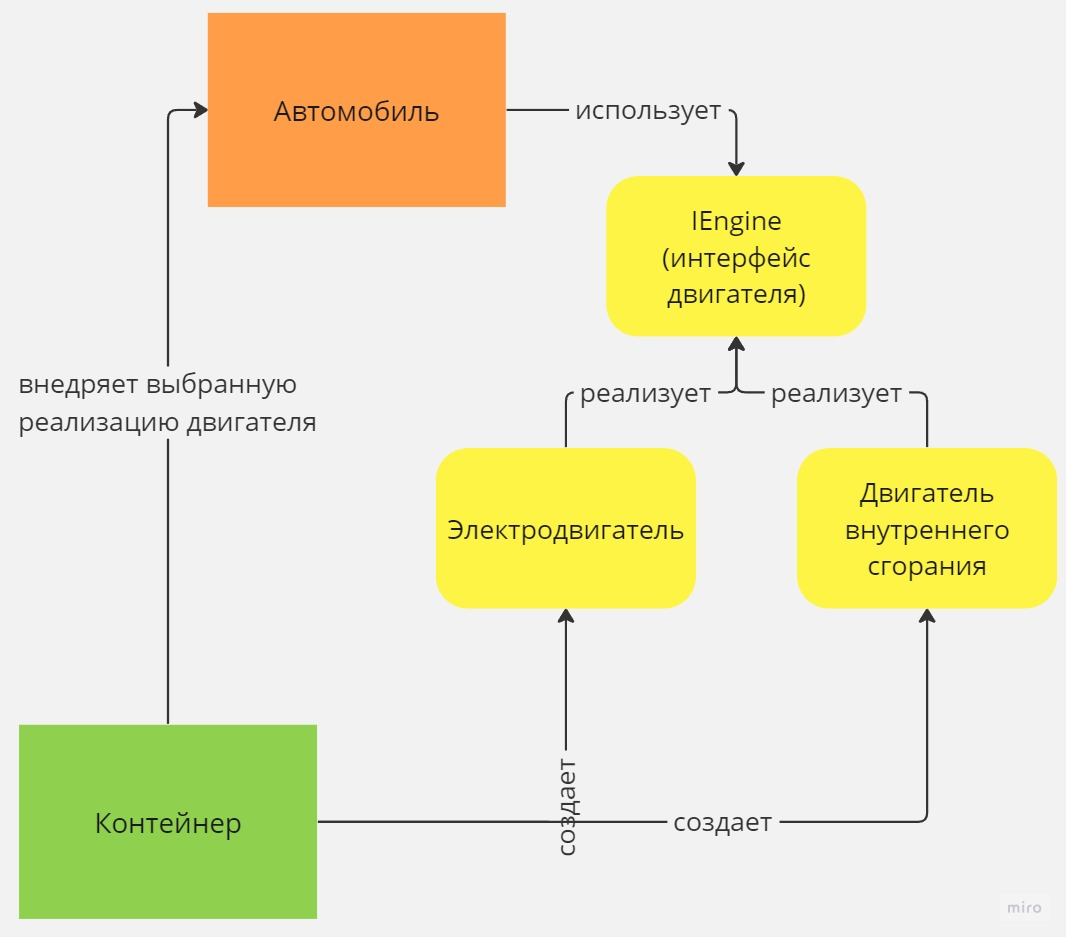 Автомобиль
использует
IEngine
(интерфейс
двигателя)
внедряет выбранную
реализацию двигателя
реализует
реализует
Электродвигатель
Двигатель
внутреннего
сгорания
Контейнер
создает
создает
miro